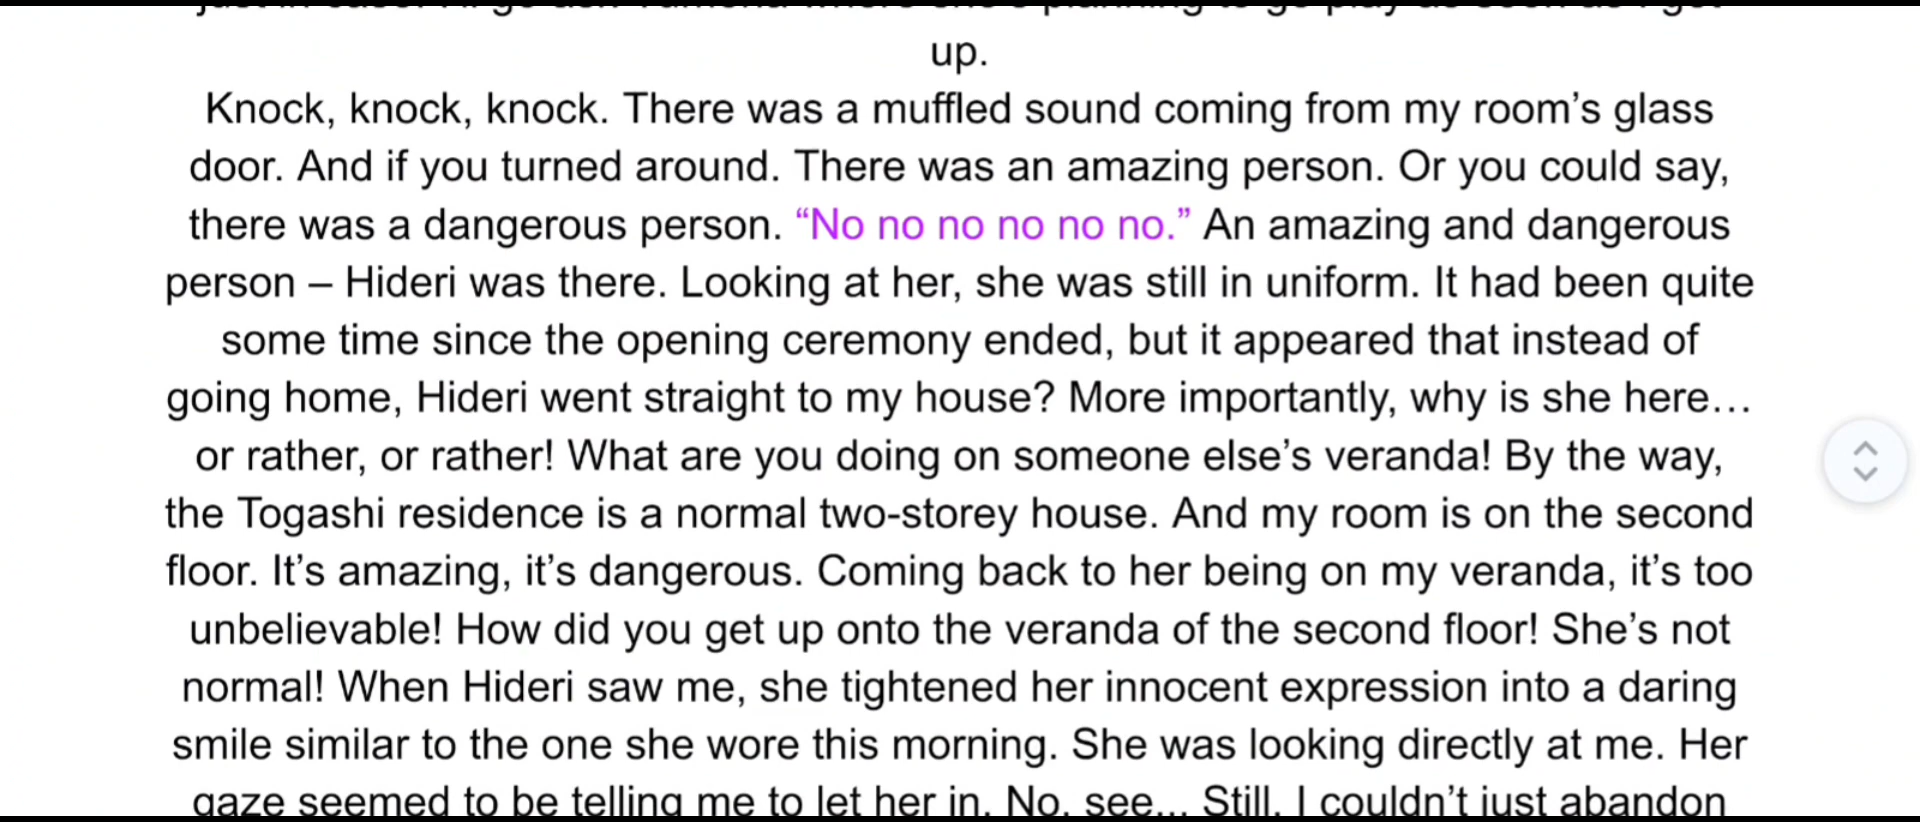 up.
Knock, knock, knock. There was a muffled sound coming from my room’s glass
door. And if you turned around. There was an amazing person. Or you could say,
there was a dangerous person. “No no no no no no.” An amazing and dangerous
person – Hideri was there. Looking at her, she was still in uniform. It had been quite
some time since the opening ceremony ended, but it appeared that instead of
going home, Hideri went straight to my house? More importantly, why is she here…
or rather, or rather! What are you doing on someone else’s veranda! By the way,
the Togashi residence is a normal two-storey house. And my room is on the second
floor. It’s amazing, it’s dangerous. Coming back to her being on my veranda, it’s too
unbelievable! How did you get up onto the veranda of the second floor! She’s not
normal! When Hideri saw me, she tightened her innocent expression into a daring
smile similar to the one she wore this morning. She was looking directly at me. Her
gaze seemed to be telling me to let her in. No, see… Still, I couldn’t just abandon